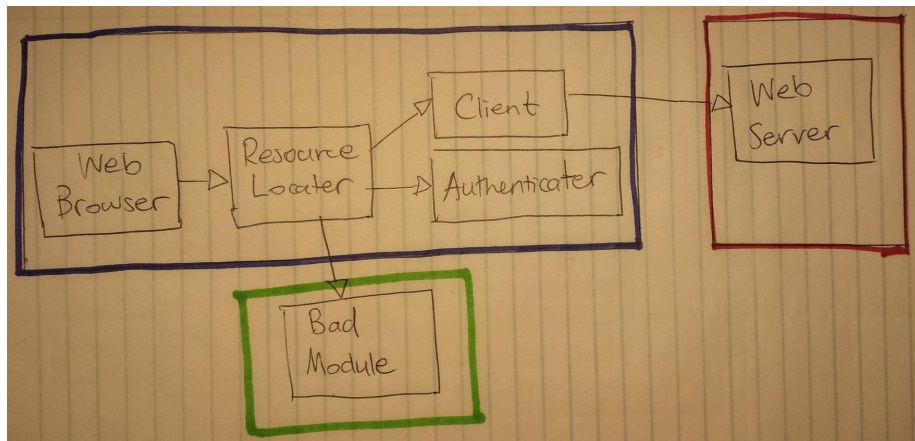 Web
Browser
Resource
Locater
Client
Authenticater
Bad
Module
Web
Server